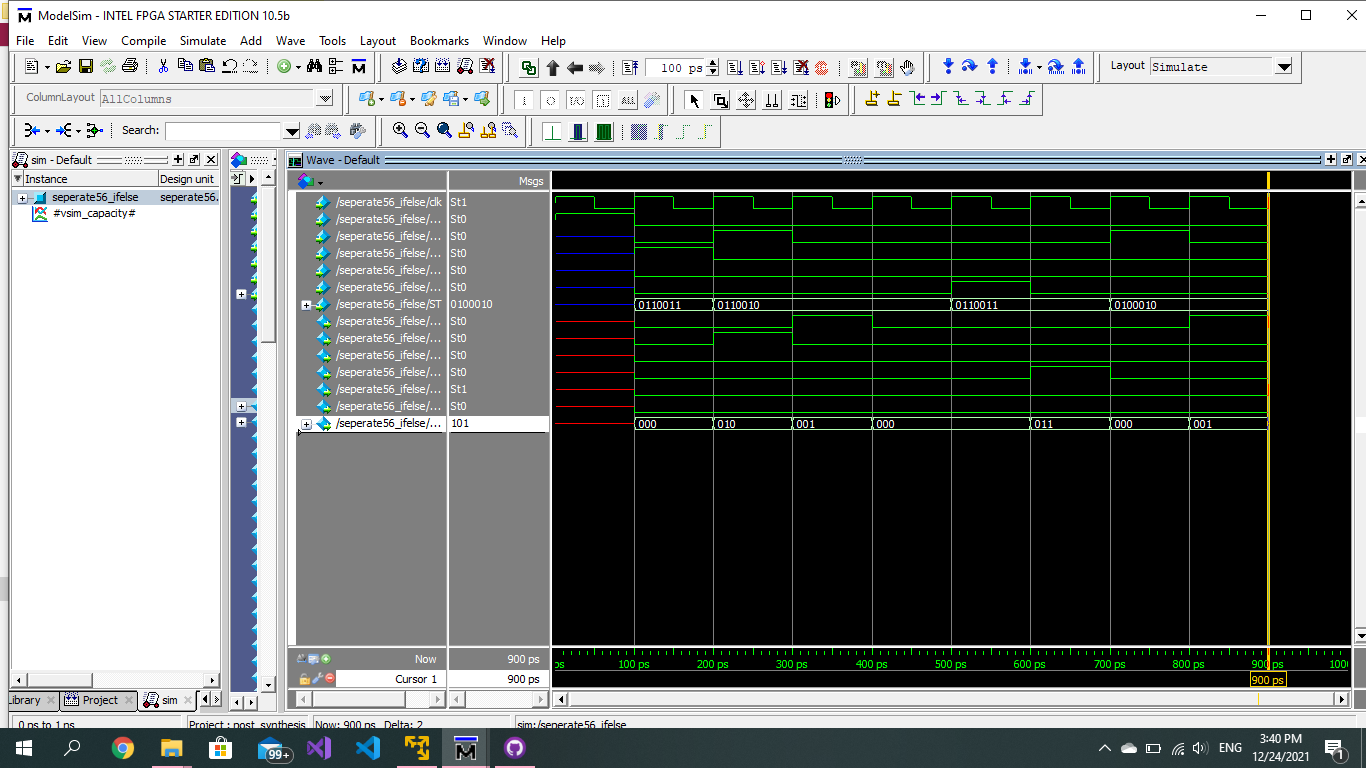 ModelSim - INTEL FPGA STARTER EDITION 10.5b
File Edit View Compile Simulate Add Wave Tools Layout Bookmarks Window Help
100 ps
Layout Simulate
ColumnLayout AllColumns
ALL
Search:
sim - Default
Wave - Default
Instance Design unit
Msgs
seperate56_ifelse seperate56.
#vsim_capacity#
/seperate56_ifelse/clk St1
/seperate56_ifelse/... St0
/seperate56_ifelse/... St0
/seperate56_ifelse/... St0
/seperate56_ifelse/... St0
/seperate56_ifelse/... St0
/seperate56_ifelse/ST 0100010 0110011 0110010 0110011 0100010
/seperate56_ifelse/... St0
/seperate56_ifelse/... St0
/seperate56_ifelse/... St0
/seperate56_ifelse/... St0
/seperate56_ifelse/... St1
/seperate56_ifelse/... St0
/seperate56_ifelse/... 101 000 010 001 000 011 000 001
Now 900 ps 100 ps 200 ps 300 ps 400 ps 500 ps 600 ps 700 ps 800 ps 900 ps 1000
Cursor 1 900 ps 900 ps
Library Project sim
0 ps to 1 ns Project : post_synthesis Now: 900 ps Delta: 2 sim:/seperate56_ifelse
99+
ENG
3:40 PM
12/24/2021
1